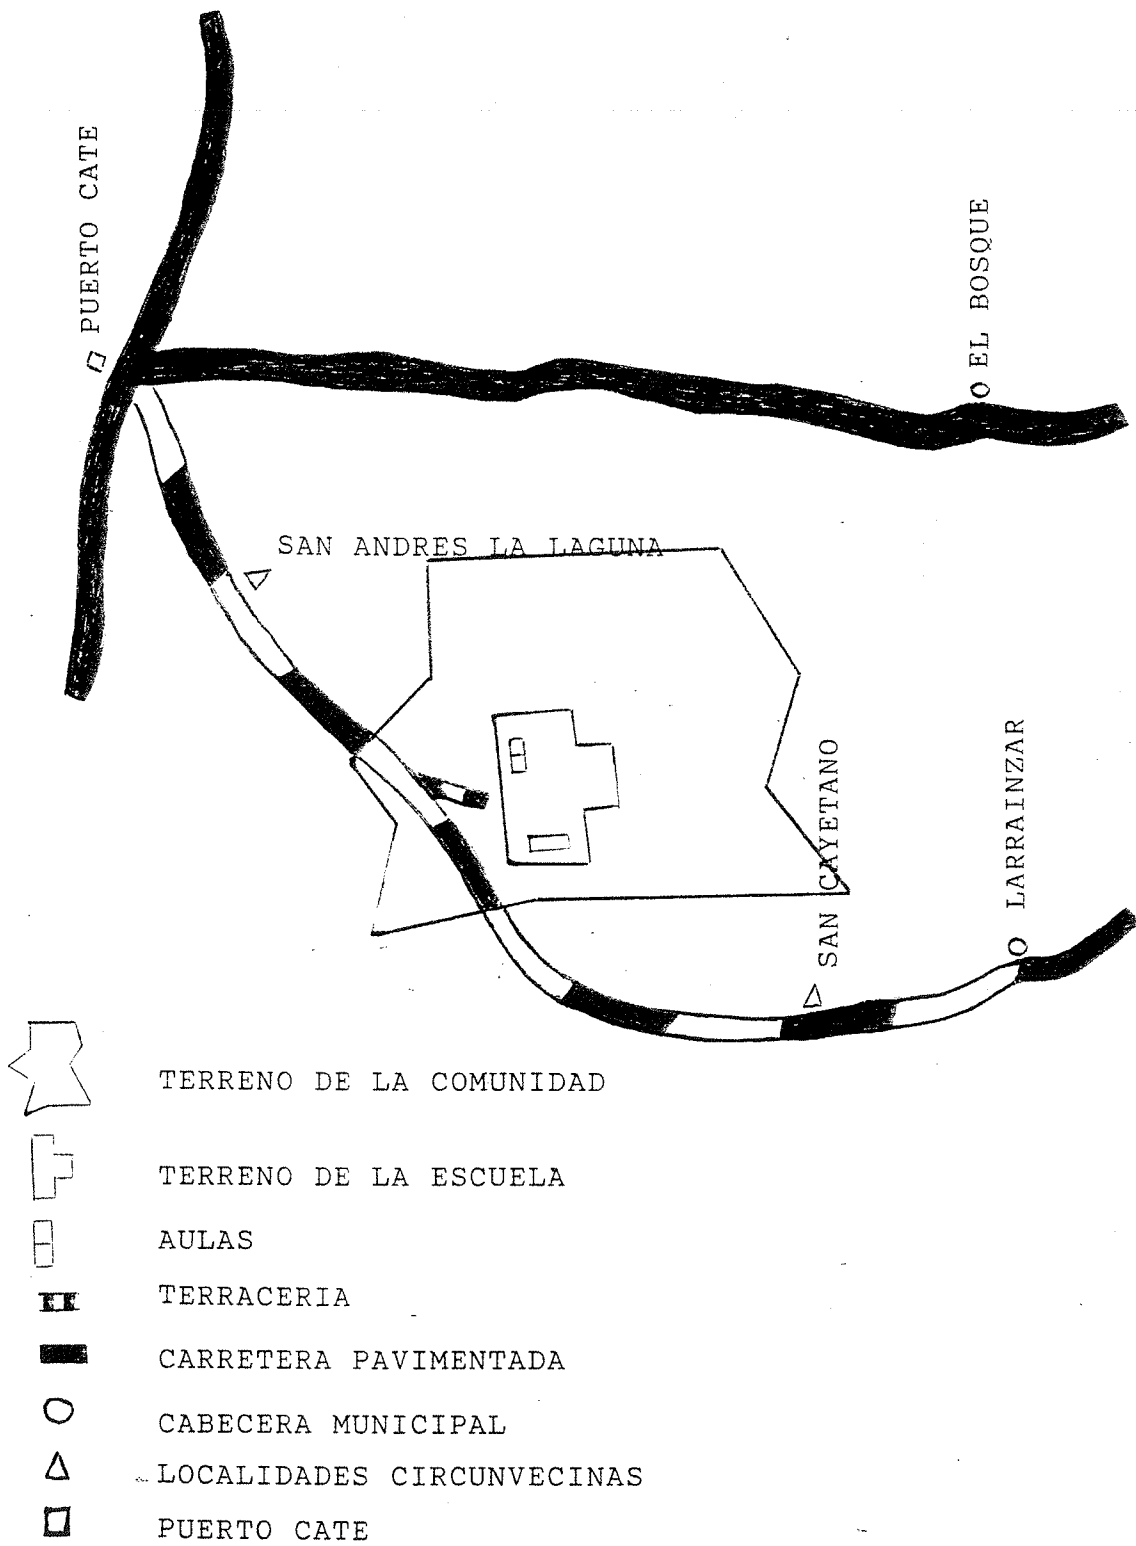 PUERTO CATE
EL BOSQUE
SAN ANDRES LA LAGUNA
SAN CAYETANO
LARRAINZAR
TERRENO DE LA COMUNIDAD
TERRENO DE LA ESCUELA
AULAS
TERRACERIA
CARRETERA PAVIMENTADA
CABECERA MUNICIPAL
LOCALIDADES CIRCUNVECINAS
PUERTO CATE